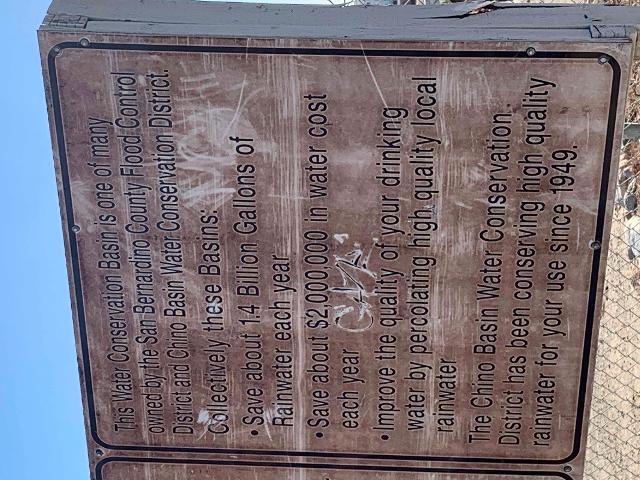 This Water Conservation Basin is one of many
owned by the San Bernardino County Flood Control
District and Chino Basin Water Conservation District.
Collectively, these Basins:
• Save about 1.4 Billion Gallons of
Rainwater each year
• Save about $2,000,000 in water cost
each year
• Improve the quality of your drinking
water by percolating high quality local
rainwater
The Chino Basin Water Conservation
District has been conserving high quality
rainwater for your use since 1949.